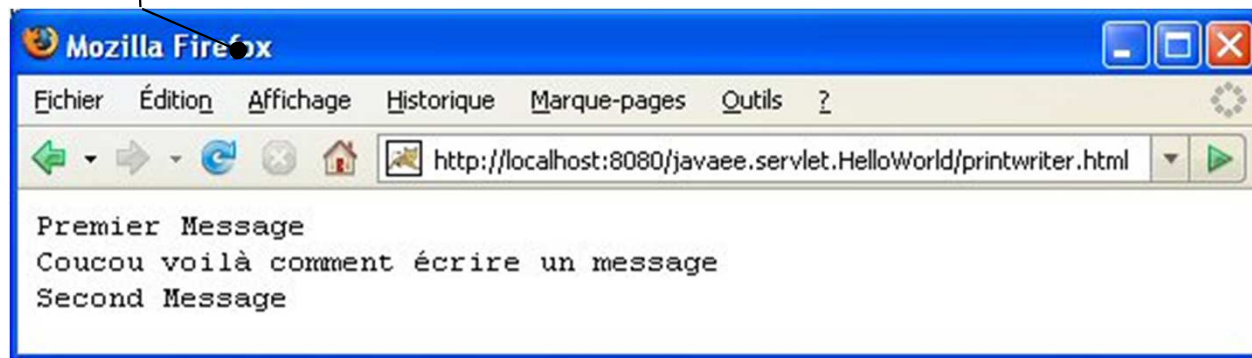 Mozilla Firefox
Fichier Édition Affichage Historique Marque-pages Outils ?
http://localhost:8080/javaee.servlet.HelloWorld/printwriter.html
Premier Message
Coucou voilà comment écrire un message
Second Message